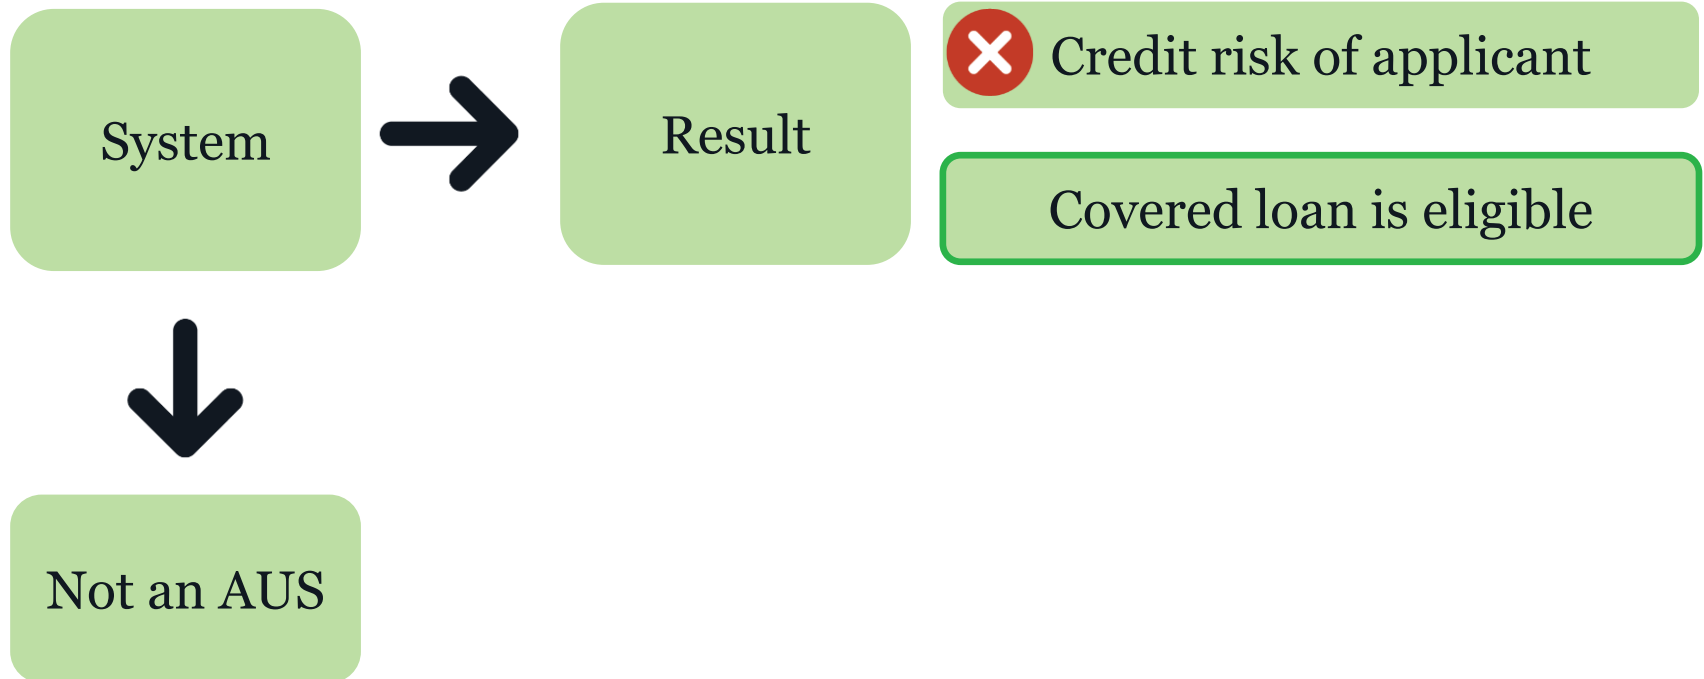 System
Result
Credit risk of applicant
Covered loan is eligible
Not an AUS